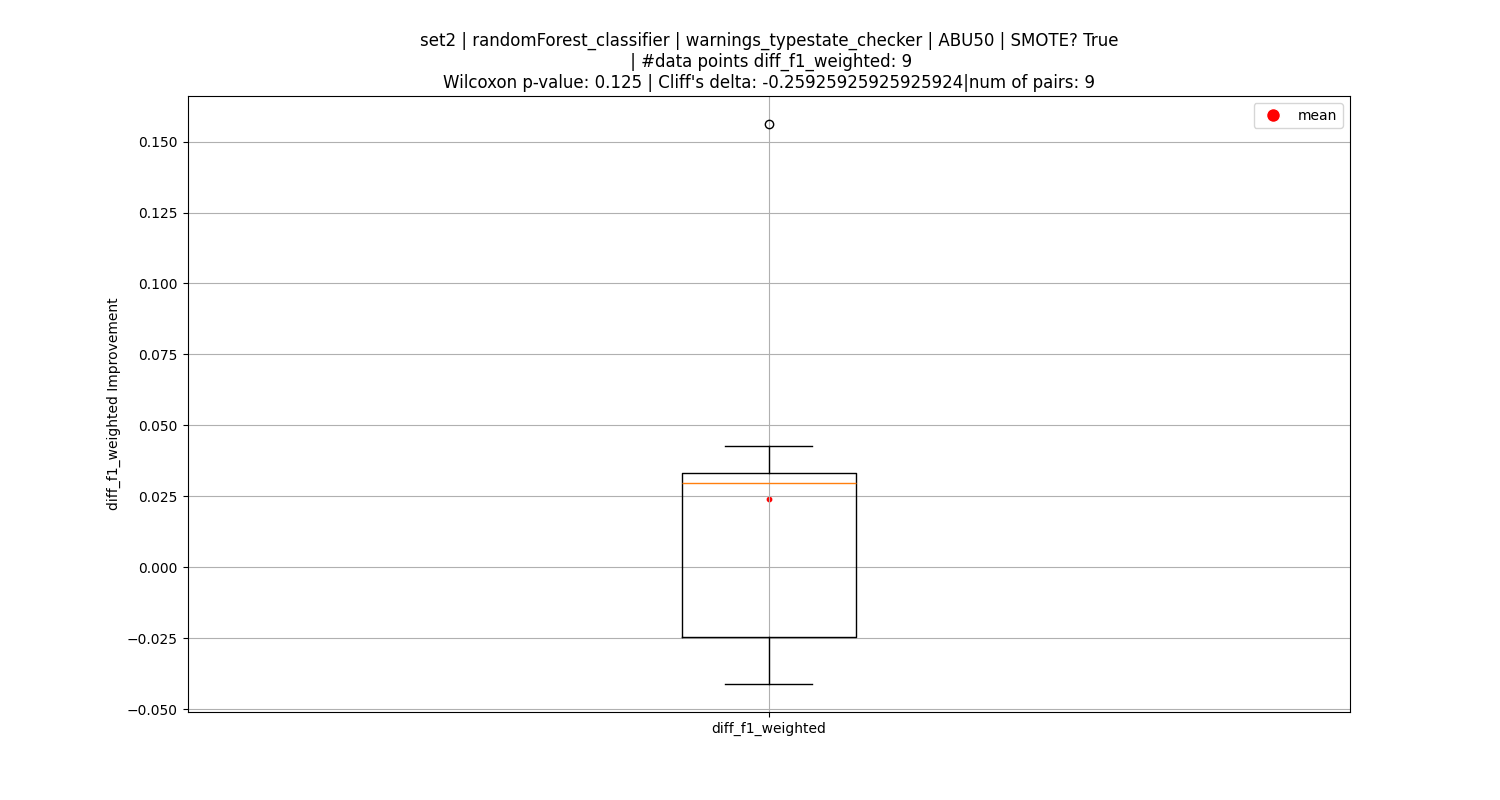 set2 | randomForest_classifier | warnings_typestate_checker | ABU50 | SMOTE? True
| #data points diff_f1_weighted: 9
Wilcoxon p-value: 0.125 | Cliff's delta: -0.25925925925925924|num of pairs: 9
mean
0.150
0.125
0.100
0.075
0.050
0.025
0.000
−0.025
−0.050
diff_f1_weighted Improvement
diff_f1_weighted